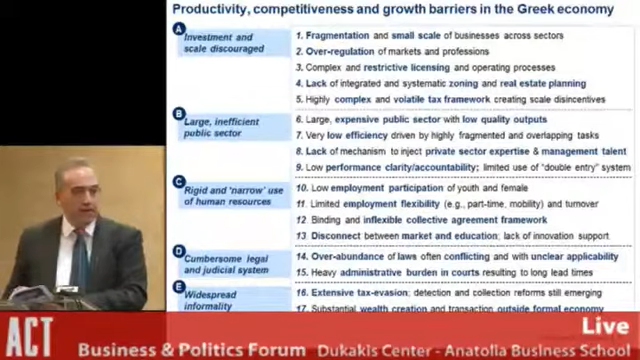 Productivity, competitiveness and growth barriers in the Greek economy
A
Investment and
scale discouraged
1. Fragmentation and small scale of businesses across sectors
2. Over-regulation of markets and professions
3. Complex and restrictive licensing and operating processes
4. Lack of integrated and systematic zoning and real estate planning
5. Highly complex and volatile tax framework creating scale disincentives
B
Large, inefficient
public sector
6. Large, expensive public sector with low quality outputs
7. Very low efficiency driven by highly fragmented and overlapping tasks
8. Lack of mechanism to inject private sector expertise & management talent
9. Low performance clarity/accountability; limited use of "double entry" system
C
Rigid and 'narrow' use
of human resources
10. Low employment participation of youth and female
11. Limited employment flexibility (e.g., part-time, mobility) and turnover
12. Binding and inflexible collective agreement framework
13. Disconnect between market and education; lack of innovation support
D
Cumbersome legal
and judicial system
14. Over-abundance of laws often conflicting and with unclear applicability
15. Heavy administrative burden in courts resulting to long lead times
E
Widespread
informality
16. Extensive tax-evasion; detection and collection reforms still emerging
17. Substantial wealth creation and transaction outside formal economy
Live
ACT
Business & Politics Forum Dukakis Center - Anatolia Business School